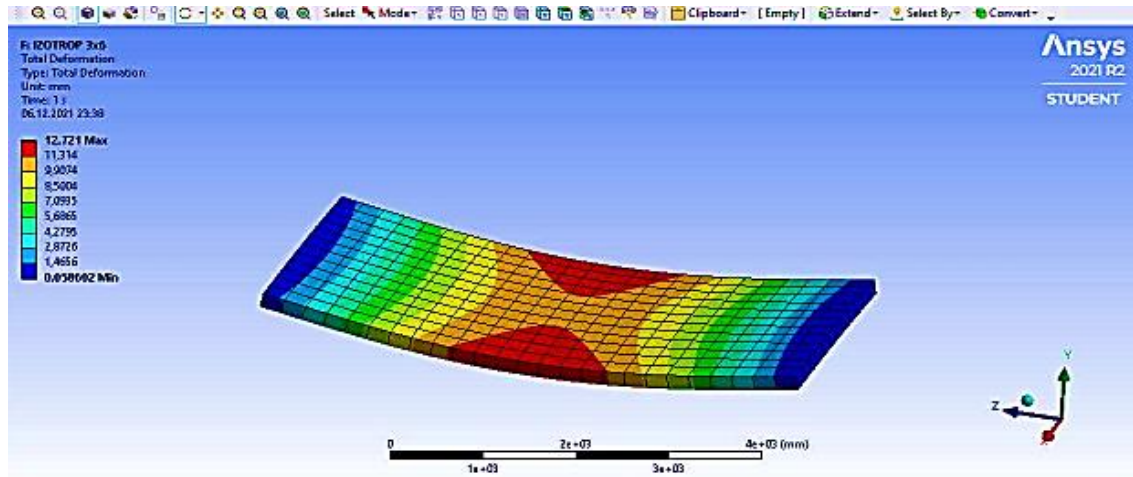 Select Mode Clipboard [Empty] Extend Select By Convert
F: IZOTROP 3x6
Total Deformation
Type: Total Deformation
Unit: mm
Time: 1 s
06.12.2021 23:38
12,721 Max
11,314
9,9074
8,5004
7,0935
5,6865
4,2795
2,8726
1,4656
0,058602 Min
Ansys
2021 R2
STUDENT
Y
Z
X
0 2e+03 4e+03 (mm)
1e+03 3e+03